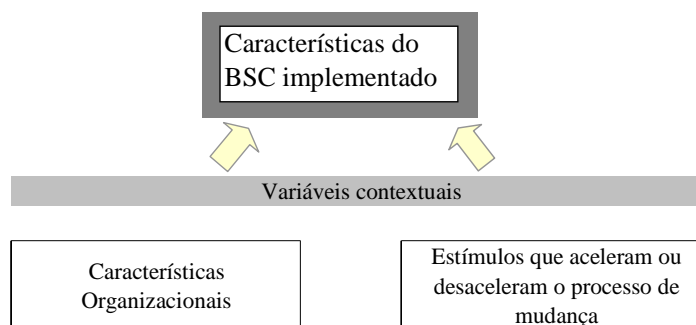 Características do
BSC implementado
Variáveis contextuais
Características
Organizacionais
Estímulos que aceleram ou
desaceleram o processo de
mudança